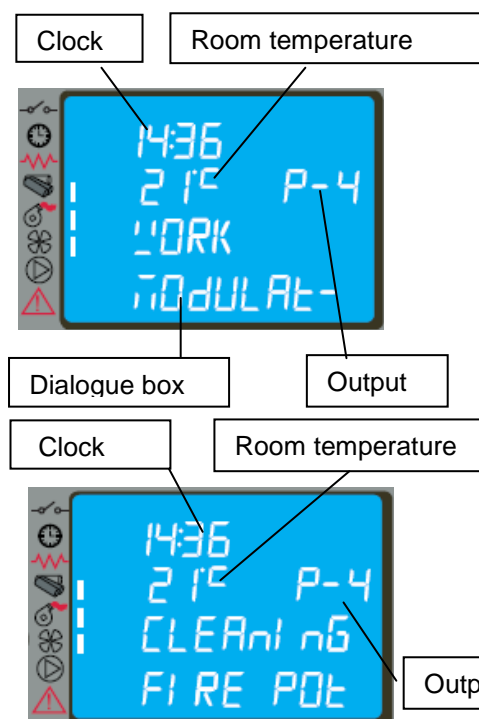 Clock
Room temperature
14:36
21°C P-4
WORK
MOdULAt-
Dialogue box
Output
Clock
Room temperature
14:36
21°C P-4
CLEAnInG
FIRE POt
Outp